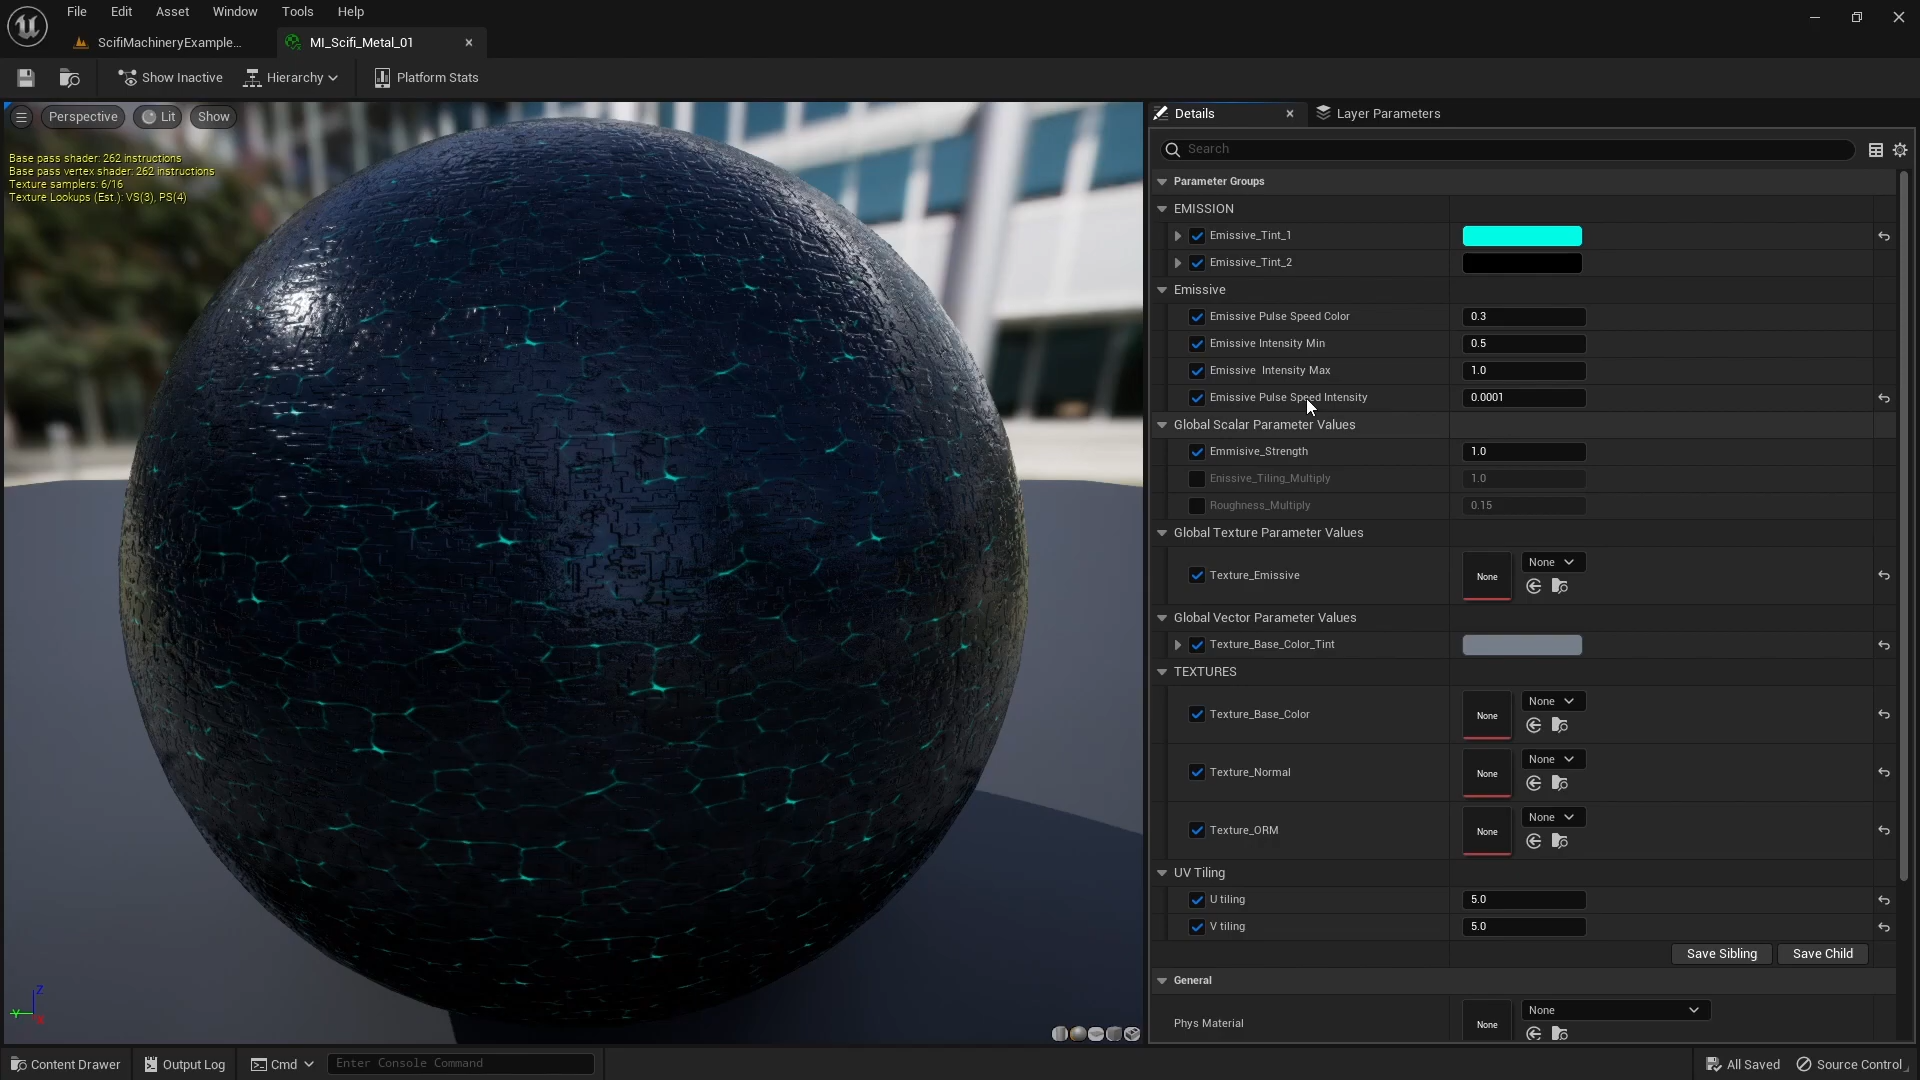 File Edit Asset Window Tools Help
ScifiMachineryExample...
MI_Scifi_Metal_01
Show Inactive
Hierarchy
Platform Stats
Perspective
Lit
Show
Base pass shader: 262 instructions
Base pass vertex shader: 262 instructions
Texture samplers: 6/16
Texture Lookups (Est.): VS(3), PS(4)
Z
Y
X
Details
Layer Parameters
Search
Parameter Groups
EMISSION
Emissive_Tint_1
Emissive_Tint_2
Emissive
Emissive Pulse Speed Color 0.3
Emissive Intensity Min 0.5
Emissive  Intensity Max 1.0
Emissive Pulse Speed Intensity 0.0001
Global Scalar Parameter Values
Emmisive_Strength 1.0
Enissive_Tiling_Multiply 1.0
Roughness_Multiply 0.15
Global Texture Parameter Values
Texture_Emissive None None
Global Vector Parameter Values
Texture_Base_Color_Tint
TEXTURES
Texture_Base_Color None None
Texture_Normal None None
Texture_ORM None None
UV Tiling
U tiling 5.0
V tiling 5.0
Save Sibling Save Child
General
Phys Material None None
Content Drawer
Output Log
Cmd
Enter Console Command
All Saved
Source Control